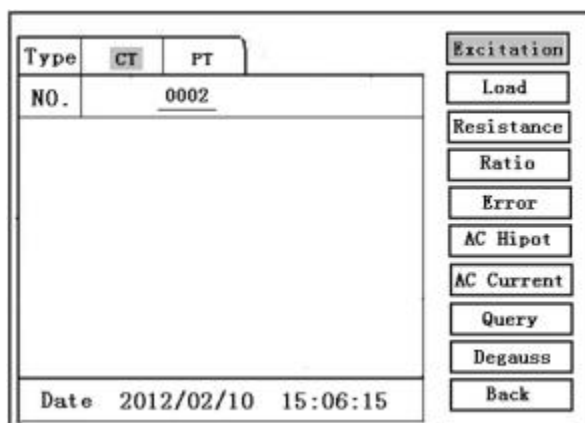 Type CT PT
NO. 0002
Date 2012/02/10 15:06:15
Excitation
Load
Resistance
Ratio
Error
AC Hipot
AC Current
Query
Degauss
Back